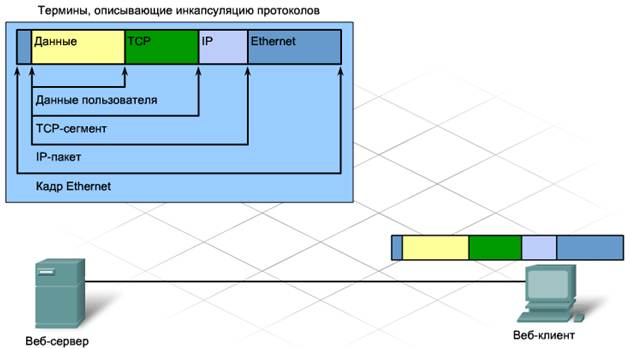 Термины, описывающие инкапсуляцию протоколов
Данные TCP IP Ethernet
Данные пользователя
TCP-сегмент
IP-пакет
Кадр Ethernet
Веб-сервер
Веб-клиент